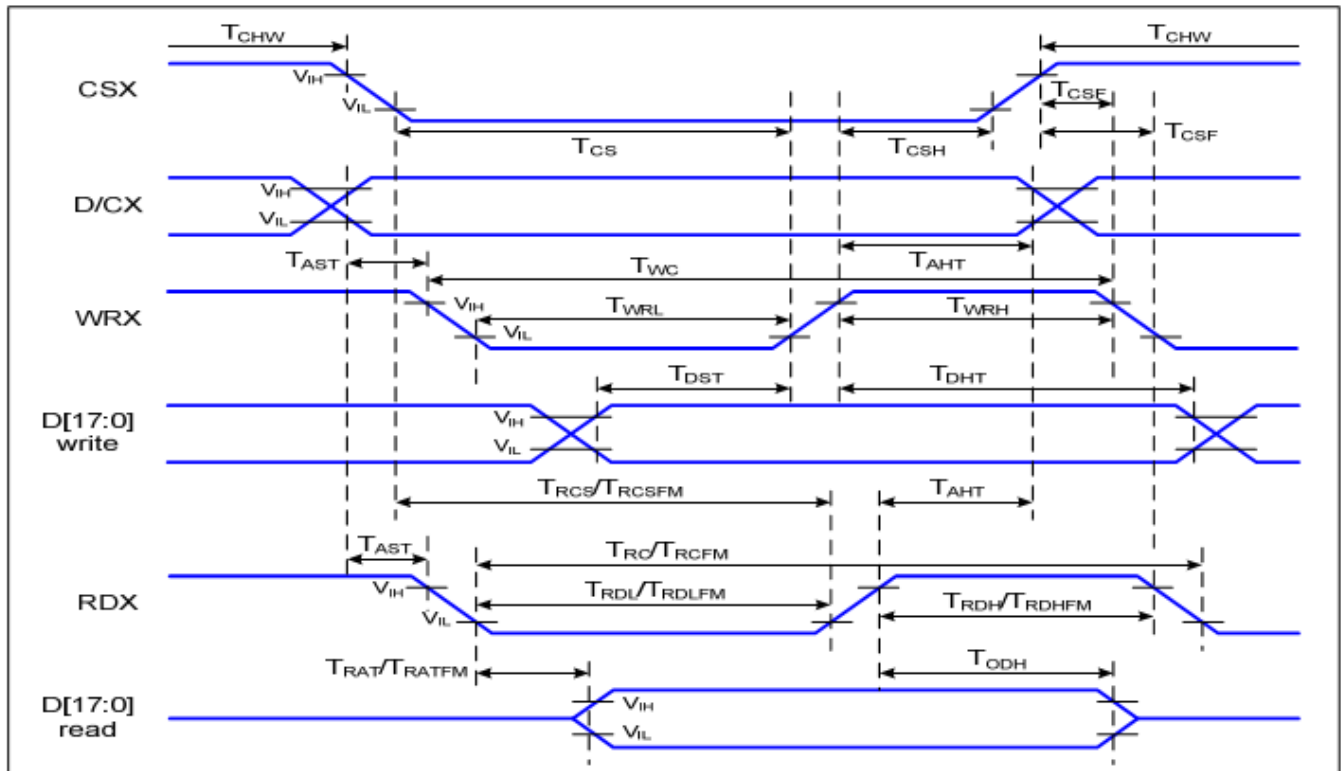 TCHW TCHW
CSX VIH
VIL
TCSF
TCSF
TCS TCSH
D/CX VIH
VIL
TAST TWC TAHT
WRX VIH
VIL
TWRL TWRH
TDST TDHT
D[17:0]
write
VIH
VIL
TRCS/TRCSFM TAHT
TAST TRC/TRCFM
RDX VIH
VIL
TRDL/TRDLFM TRDH/TRDHFM
TRAT/TRATFM TODH
D[17:0]
read
VIH
VIL